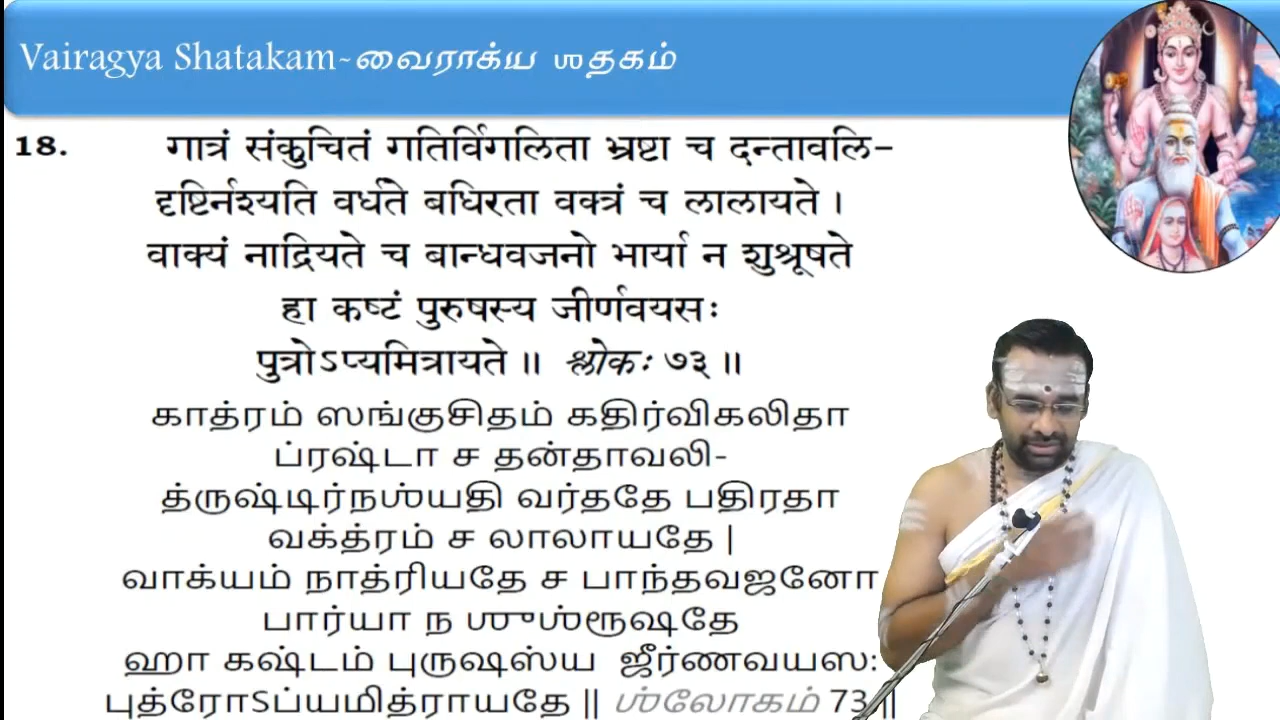 Vairagya Shatakam-வைராக்ய ஶதகம்
18. गात्रं संकुचितं गतिर्विगलिता भ्रष्टा च दन्तावलि-
दृष्टिर्नश्यति वर्धते बधिरता वक्त्रं च लालायते ।
वाक्यं नाद्रियते च बान्धवजनो भार्या न शुश्रूषते
हा कष्टं पुरुषस्य जीर्णवयसः
पुत्रोऽप्यमित्रायते ॥ श्लोकः ७३ ॥
காத்ரம் ஸங்குசிதம் கதிர்விகலிதா
ப்ரஷ்டா ச தன்தாவலி-
த்ருஷ்டிர்நஶ்யதி வர்ததே பதிரதா
வக்த்ரம் ச லாலாயதே |
வாக்யம் நாத்ரியதே ச பாந்தவஜனோ
பார்யா ந ஶுஶ்ரூஷதே
ஹா கஷ்டம் புருஷஸ்ய ஜீர்ணவயஸ:
புத்ரோSப்யமித்ராயதே || ஶ்லோகம் 73 ||